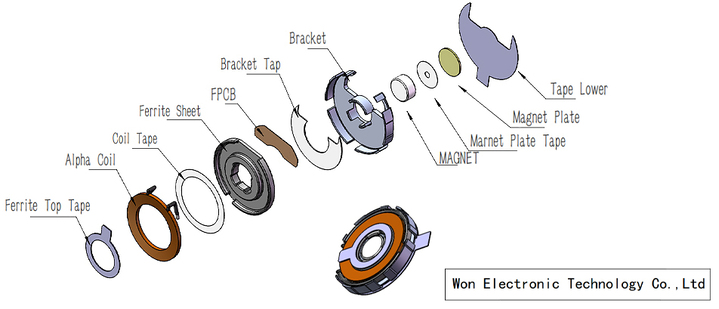 Bracket
Bracket Tap
FPCB
Ferrite Sheet
Coil Tape
Alpha Coil
Ferrite Top Tape
Tape Lower
Magnet Plate
Marnet Plate Tape
MAGNET
Won Electronic Technology Co.,Ltd